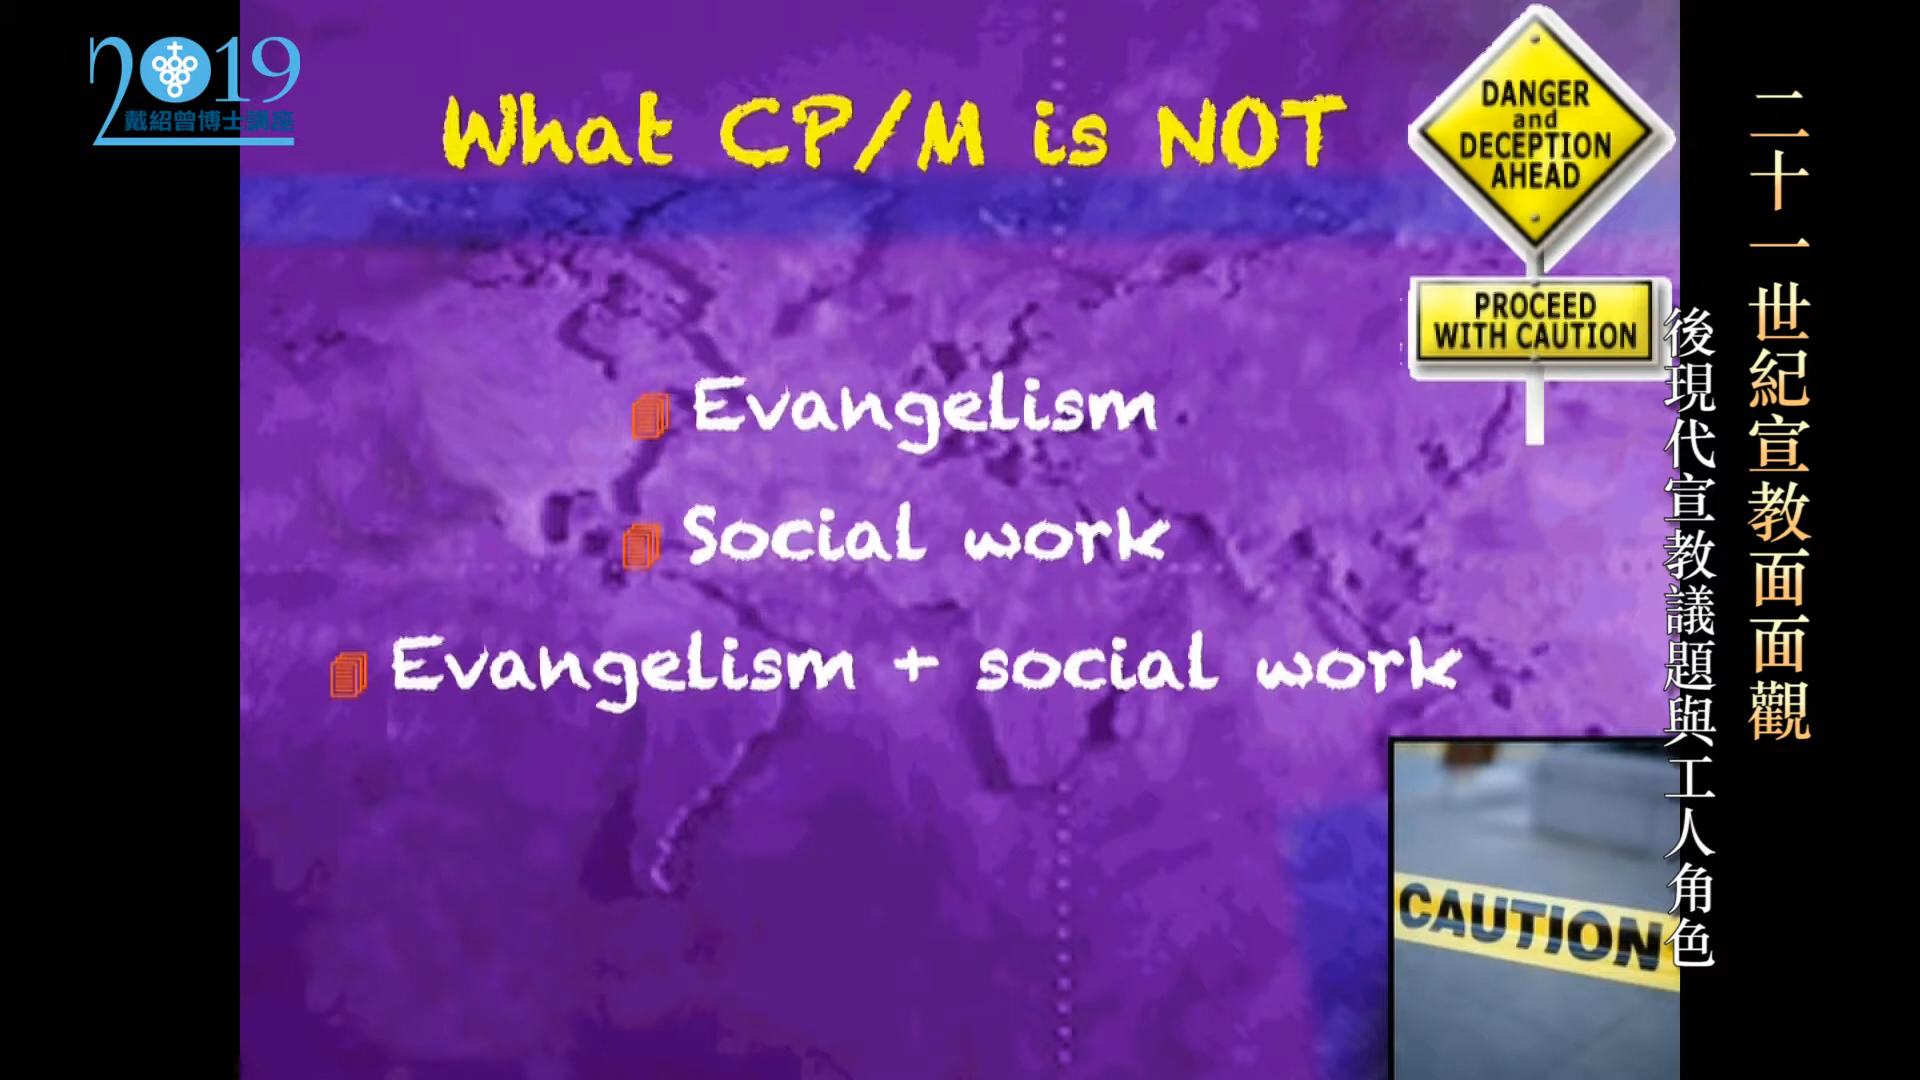 2019
戴紹曾博士講座
What CP/M is NOT
DANGER
and
DECEPTION
AHEAD
PROCEED
WITH CAUTION
Evangelism
Social work
Evangelism + social work
CAUTION
二十一世紀宣教面面觀
後現代宣教議題與工人角色